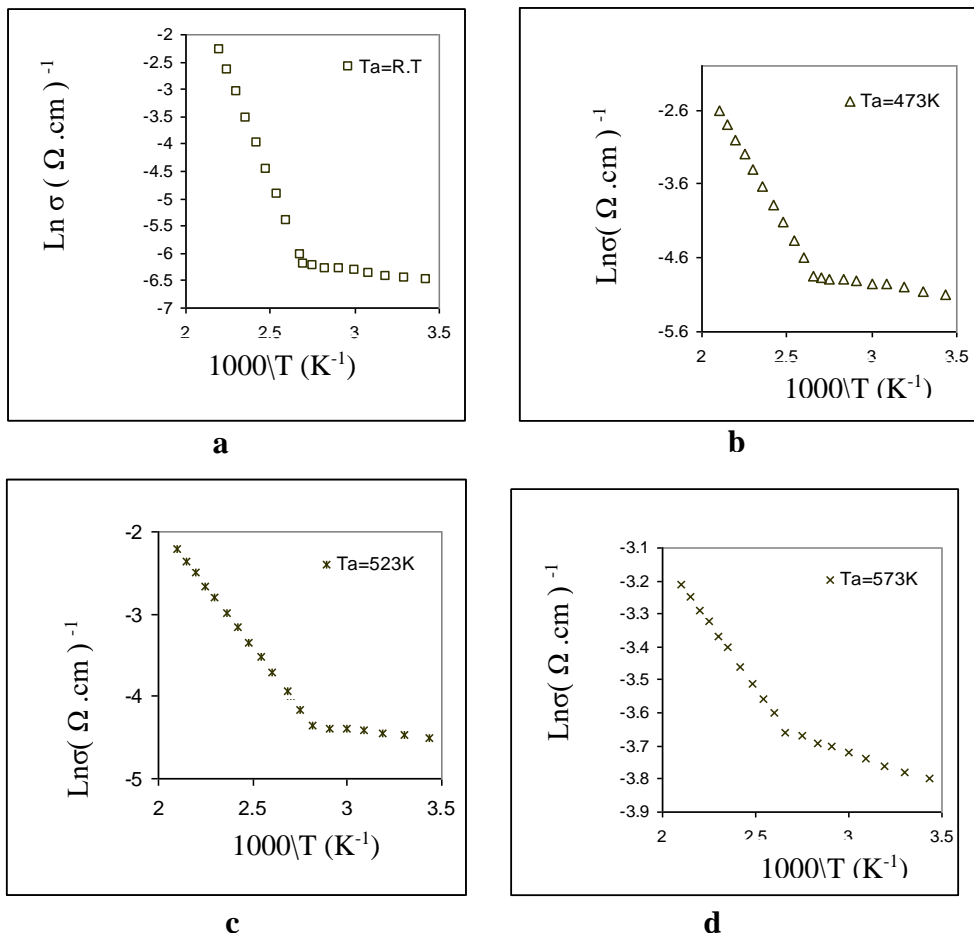 -2
-2.5
-3
-3.5
-4
-4.5
-5
-5.5
-6
-6.5
-7
2 2.5 3 3.5
Ta=R.T
Ln σ ( Ω .cm ) -1
1000\T (K-1)
a
-2.6
-3.6
-4.6
-5.6
2 2.5 3 3.5
Ta=473K
Lnσ( Ω .cm ) -1
1000\T (K-1)
b
-2
-3
-4
-5
2 2.5 3 3.5
Ta=523K
Lnσ( Ω .cm ) -1
1000\T (K-1)
c
-3.1
-3.2
-3.3
-3.4
-3.5
-3.6
-3.7
-3.8
-3.9
2 2.5 3 3.5
Ta=573K
Lnσ( Ω .cm ) -1
1000\T (K-1)
d